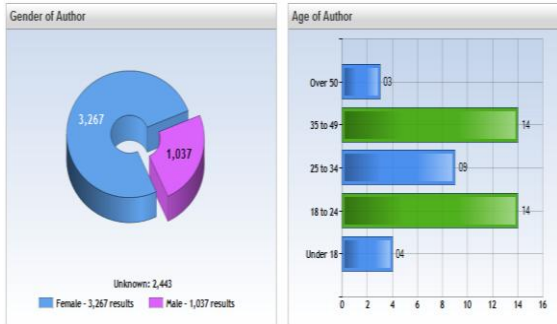 Gender of Author
3,267
1,037
Unknown: 2,443
Female - 3,267 results
Male - 1,037 results
Age of Author
Over 50
03
35 to 49
14
25 to 34
09
18 to 24
14
Under 18
04
0 2 4 6 8 10 12 14 16